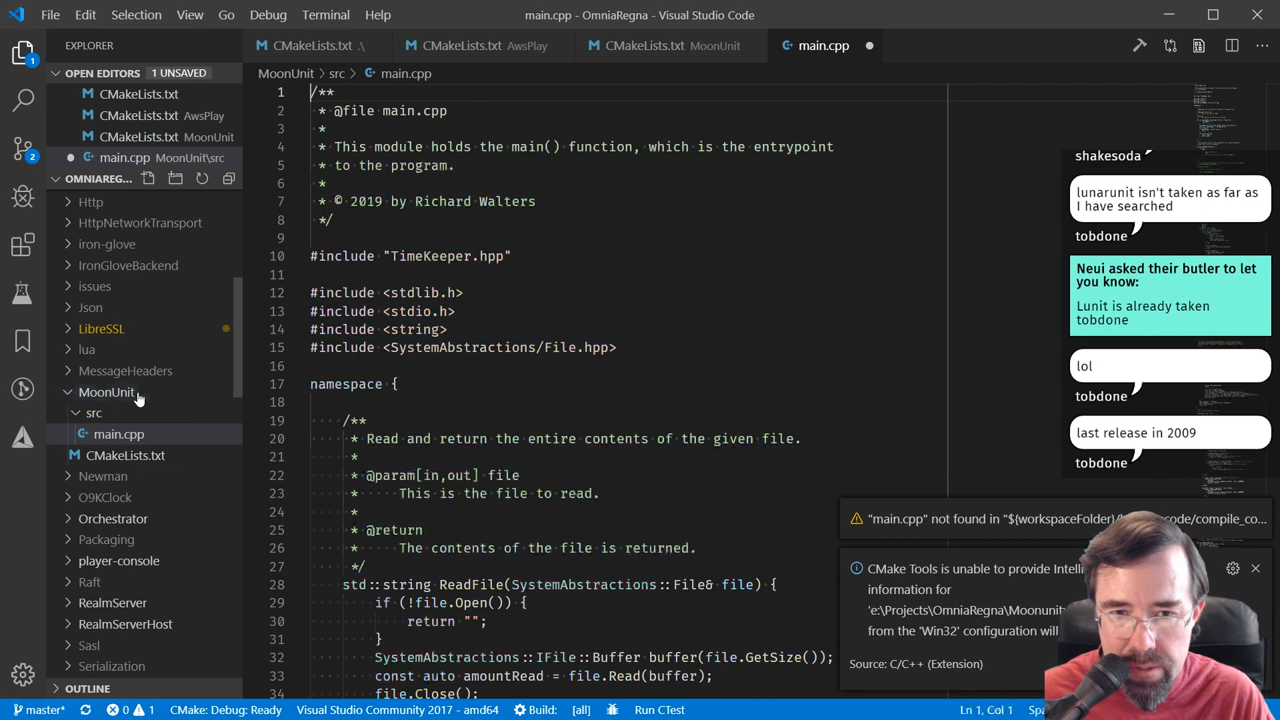 File Edit Selection View Go Debug Terminal Help
main.cpp - OmniaRegna - Visual Studio Code
EXPLORER
CMakeLists.txt .\
CMakeLists.txt AwsPlay
CMakeLists.txt MoonUnit
main.cpp
OPEN EDITORS 1 UNSAVED
CMakeLists.txt
CMakeLists.txt AwsPlay
CMakeLists.txt MoonUnit
main.cpp MoonUnit\src
OMNIAREG...
Http
HttpNetworkTransport
iron-glove
IronGloveBackend
issues
Json
LibreSSL
lua
MessageHeaders
MoonUnit
src
main.cpp
CMakeLists.txt
Newman
O9KClock
Orchestrator
Packaging
player-console
Raft
RealmServer
RealmServerHost
Sasl
Serialization
OUTLINE
1
2
MoonUnit › src › main.cpp
1 /**
2 * @file main.cpp
3 *
4 * This module holds the main() function, which is the entrypoint
5 * to the program.
6 *
7 * © 2019 by Richard Walters
8 */
9
10 #include "TimeKeeper.hpp"
11
12 #include <stdlib.h>
13 #include <stdio.h>
14 #include <string>
15 #include <SystemAbstractions/File.hpp>
16
17 namespace {
18
19 /**
20 * Read and return the entire contents of the given file.
21 *
22 * @param[in,out] file
23 * This is the file to read.
24 *
25 * @return
26 * The contents of the file is returned.
27 */
28 std::string ReadFile(SystemAbstractions::File& file) {
29 if (!file.Open()) {
30 return "";
31 }
32 SystemAbstractions::IFile::Buffer buffer(file.GetSize());
33 const auto amountRead = file.Read(buffer);
34 file.Close();
shakesoda
lunarunit isn't taken as far as
I have searched
tobdone
Neui asked their butler to let
you know:
Lunit is already taken
tobdone
lol
tobdone
last release in 2009
tobdone
"main.cpp" not found in "${workspaceFolder}/
code/compile_co...
CMake Tools is unable to provide Intelli
information for
'e:\Projects\OmniaRegna\Moonunit
from the 'Win32' configuration will
Source: C/C++ (Extension)
master* 0 1 CMake: Debug: Ready Visual Studio Community 2017 - amd64 Build: [all] Run CTest
Ln 1, Col 1